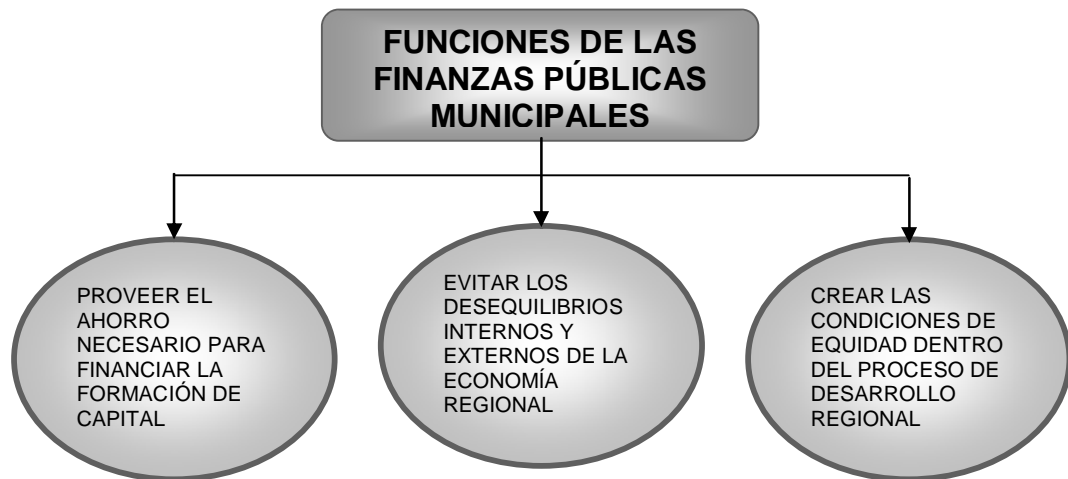 FUNCIONES DE LAS
FINANZAS PÚBLICAS
MUNICIPALES
PROVEER EL
AHORRO
NECESARIO PARA
FINANCIAR LA
FORMACIÓN DE
CAPITAL
EVITAR LOS
DESEQUILIBRIOS
INTERNOS Y
EXTERNOS DE LA
ECONOMÍA
REGIONAL
CREAR LAS
CONDICIONES DE
EQUIDAD DENTRO
DEL PROCESO DE
DESARROLLO
REGIONAL